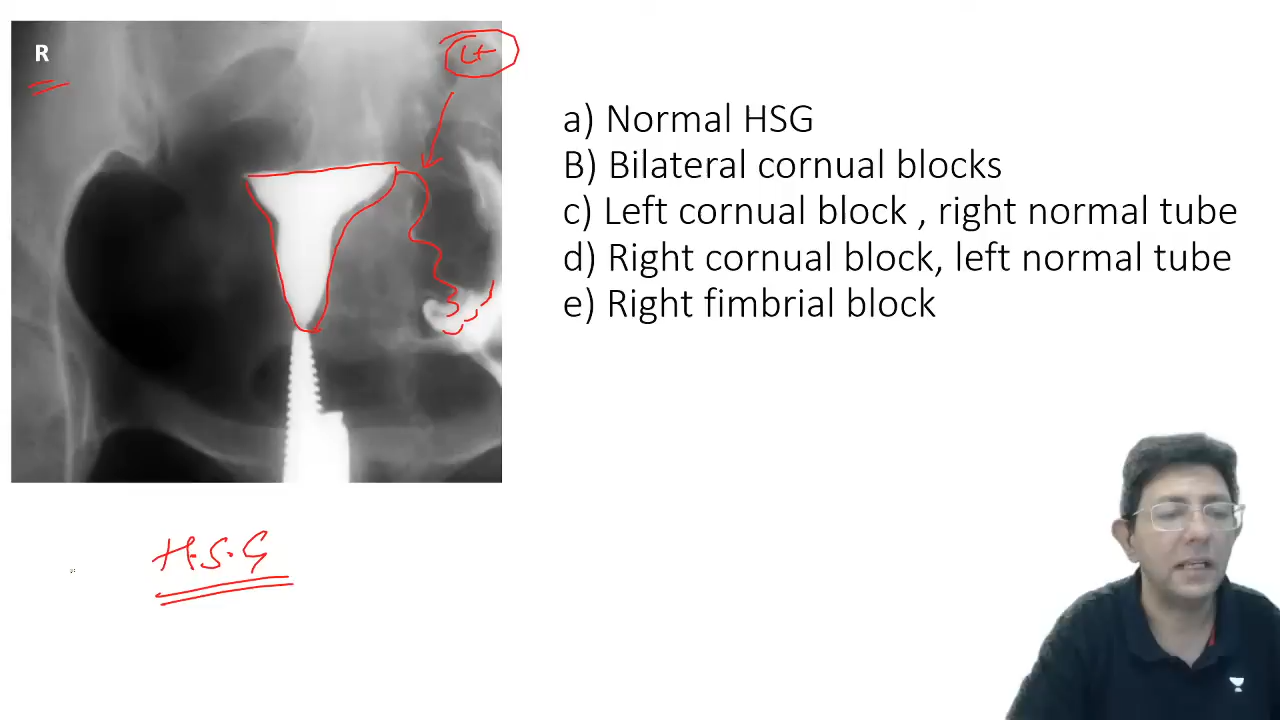 R
Lt
a) Normal HSG
B) Bilateral cornual blocks
c) Left cornual block , right normal tube
d) Right cornual block, left normal tube
e) Right fimbrial block
H.S.G